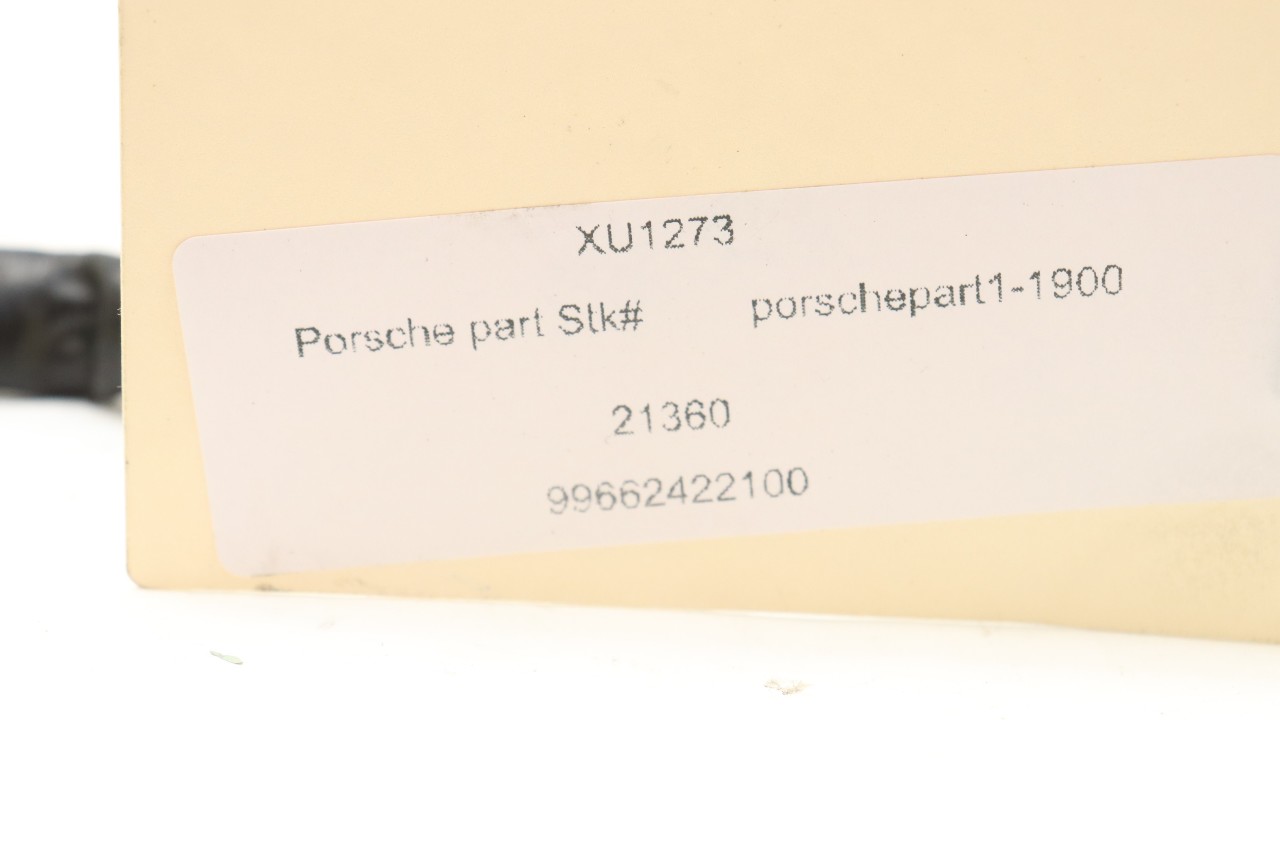 XU1273
Porsche part Stk# porschepart1-1900
21360
99662422100